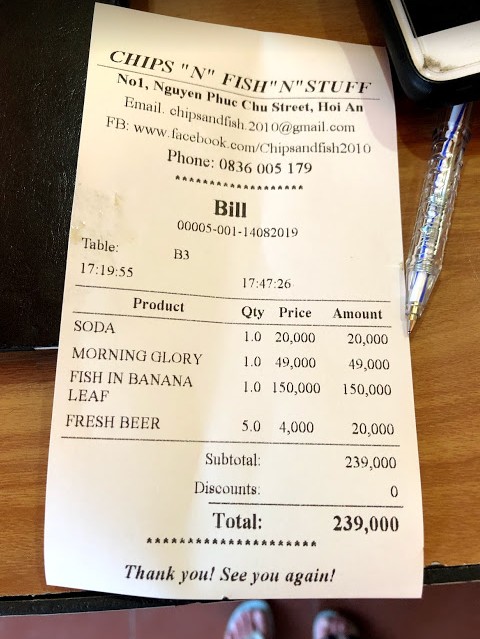 CHIPS "N" FISH"N"STUFF
No1, Nguyen Phuc Chu Street, Hoi An
Email. chipsandfish.2010@gmail.com
FB: www.facebook.com/Chipsandfish2010
Phone: 0836 005 179
********************
Bill
00005-001-14082019
Table: B3
17:19:55 17:47:26
Product Qty Price Amount
SODA 1.0 20,000 20,000
MORNING GLORY 1.0 49,000 49,000
FISH IN BANANA 1.0 150,000 150,000
LEAF
FRESH BEER 5.0 4,000 20,000
Subtotal: 239,000
Discounts: 0
Total: 239,000
*********************
Thank you! See you again!